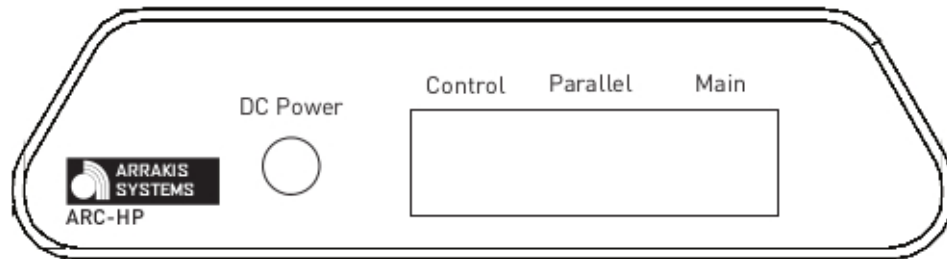 Control Parallel Main
DC Power
ARRAKIS
SYSTEMS
ARC-HP